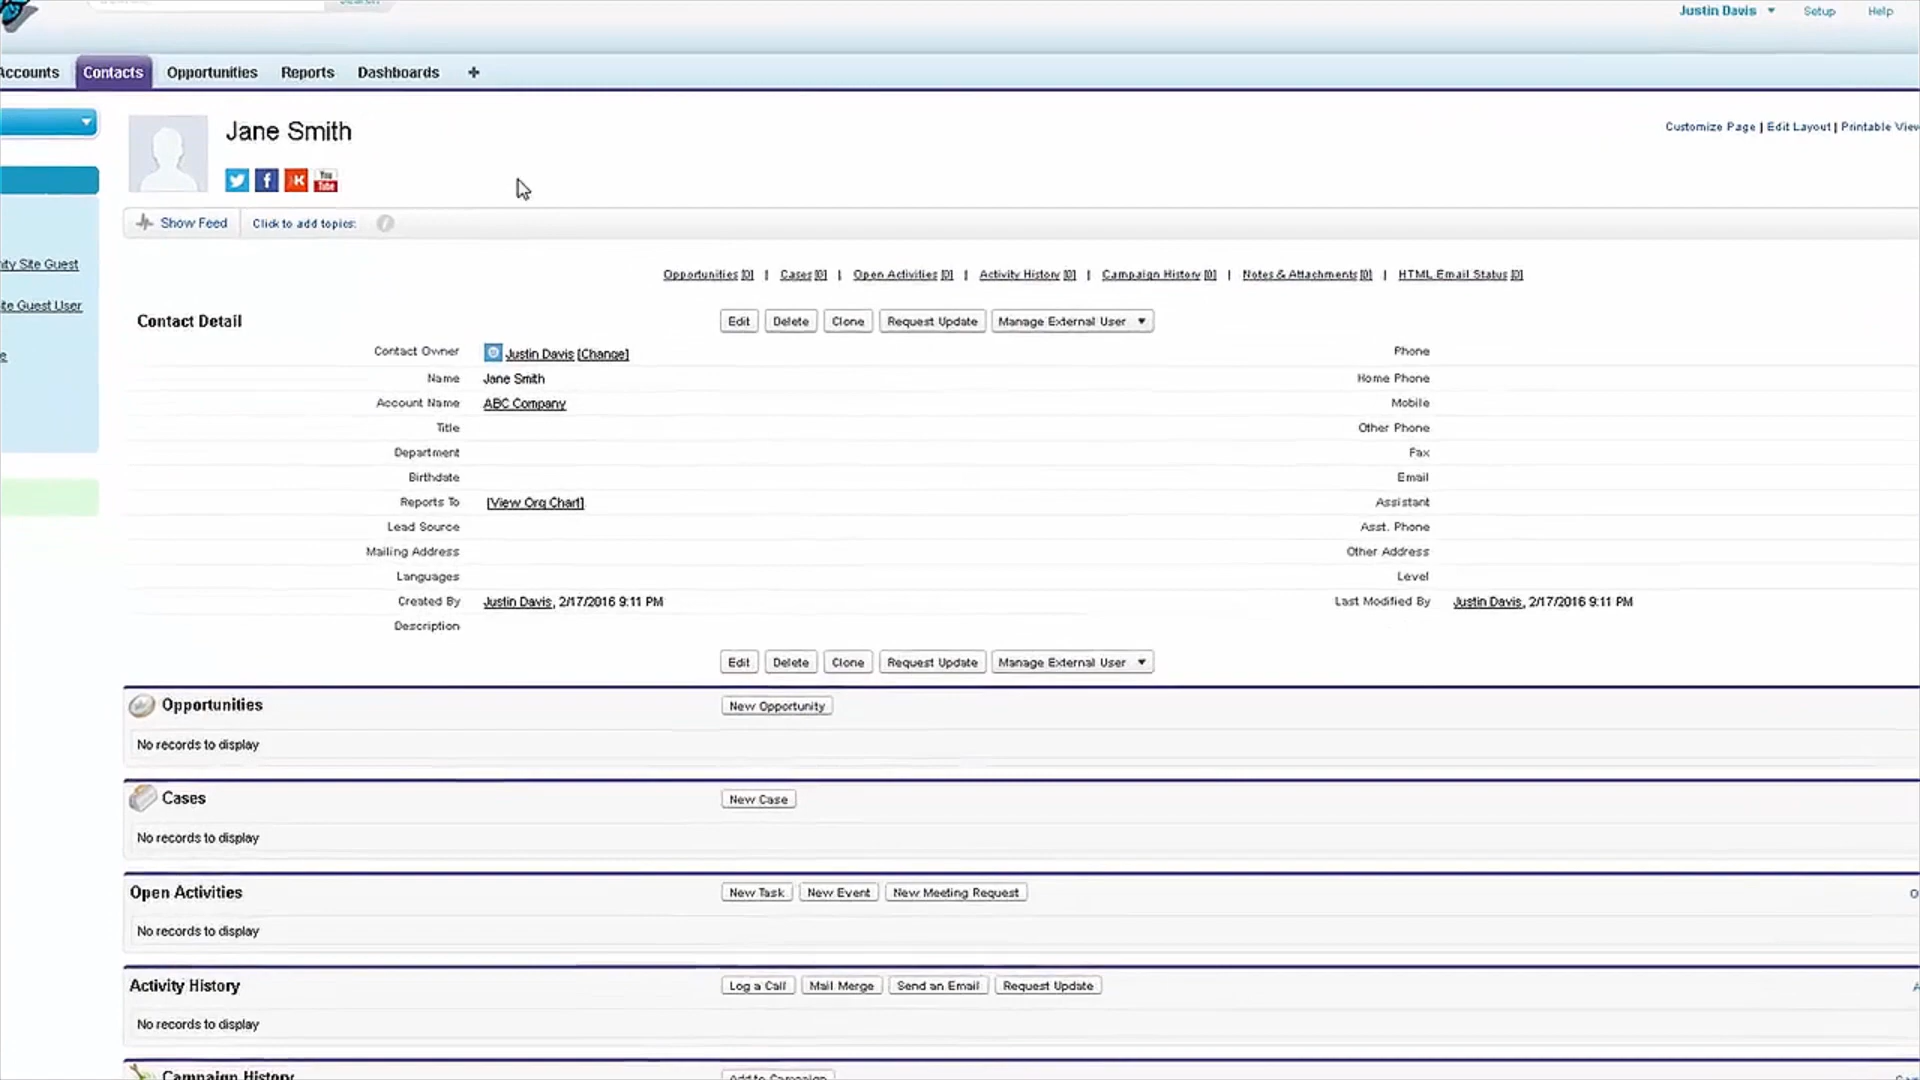 Justin Davis Setup Help
Accounts Contacts Opportunities Reports Dashboards +
Jane Smith
Customize Page | Edit Layout | Printable View
You Tube
Show Feed Click to add topics:
ity Site Guest
te Guest User
Opportunities [0] | Cases [0] | Open Activities [0] | Activity History [0] | Campaign History [0] | Notes & Attachments [0] | HTML Email Status [0]
Contact Detail Edit Delete Clone Request Update Manage External User
Contact Owner Justin Davis [Change] Phone
Name Jane Smith Home Phone
Account Name ABC Company Mobile
Title Other Phone
Department Fax
Birthdate Email
Reports To [View Org Chart] Assistant
Lead Source Asst. Phone
Mailing Address Other Address
Languages Level
Created By Justin Davis, 2/17/2016 9:11 PM Last Modified By Justin Davis, 2/17/2016 9:11 PM
Description
Edit Delete Clone Request Update Manage External User
Opportunities New Opportunity
No records to display
Cases New Case
No records to display
Open Activities New Task New Event New Meeting Request
No records to display
Activity History Log a Call Mail Merge Send an Email Request Update
No records to display
Campaign History Add to Campaign